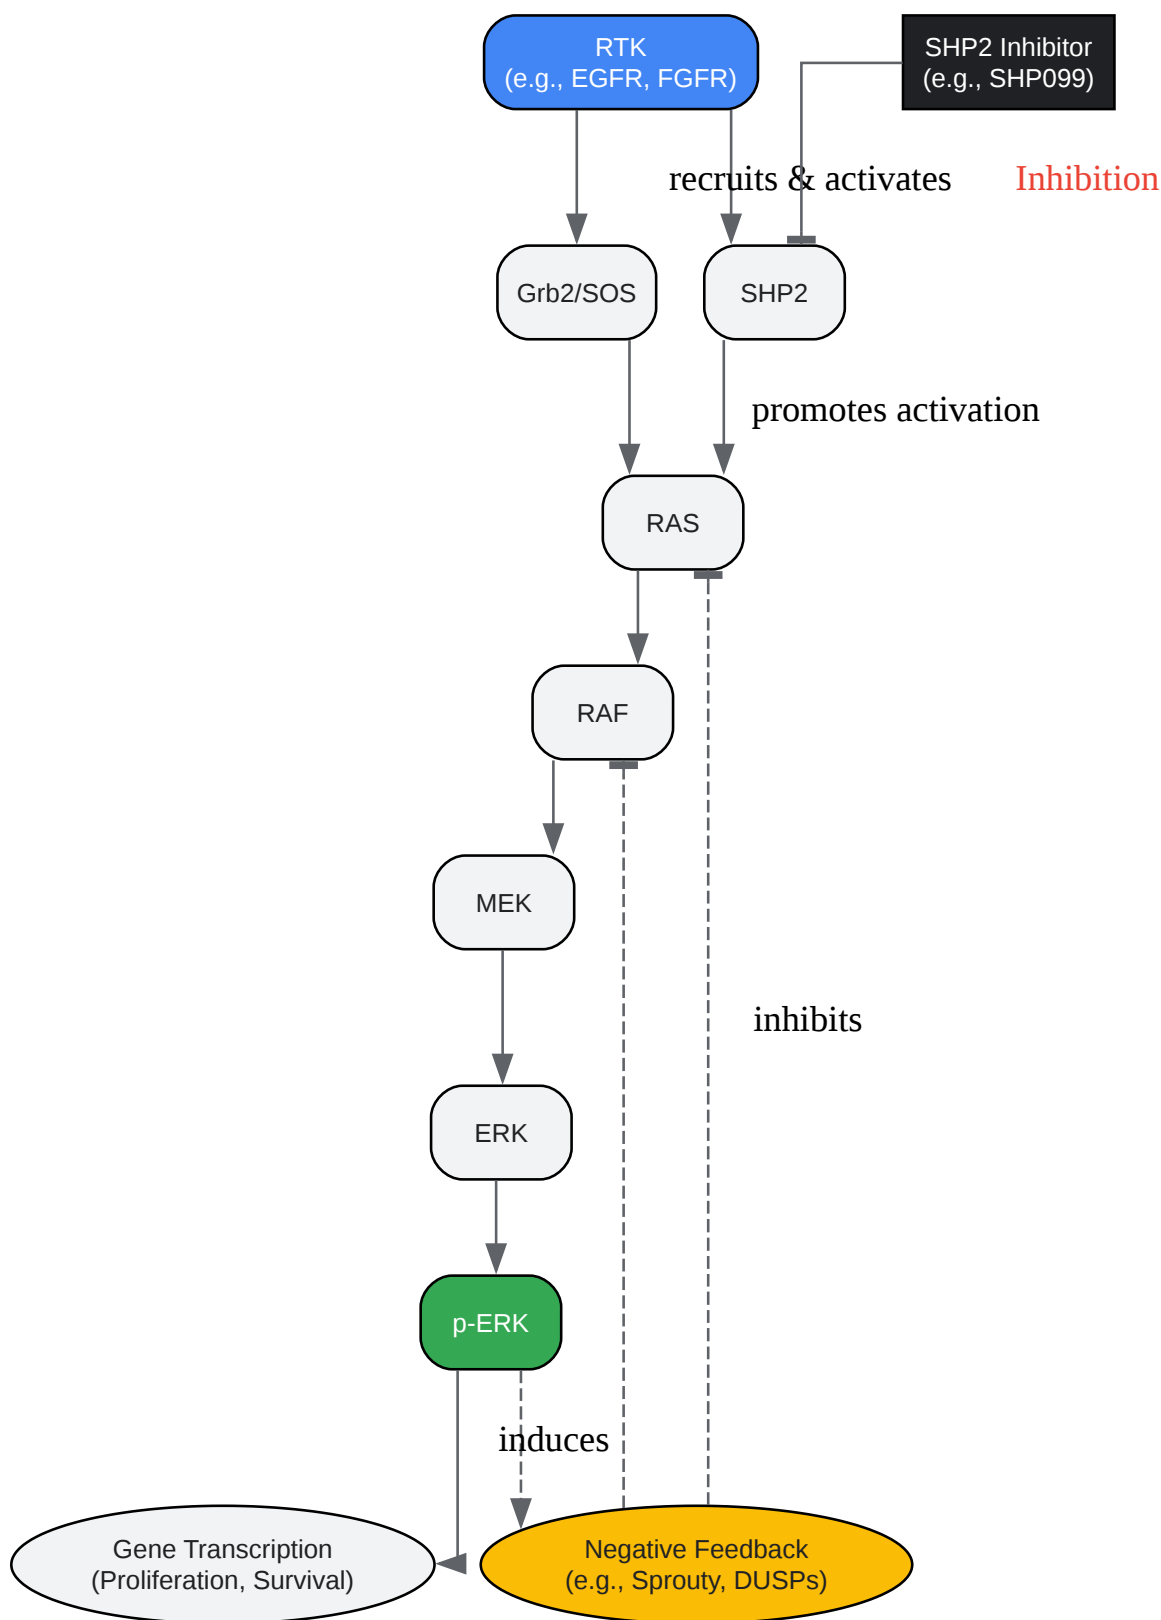 RTK
(e.g., EGFR, FGFR)
SHP2 Inhibitor
(e.g., SHP099)
recruits & activates
Inhibition
Grb2/SOS
SHP2
promotes activation
RAS
RAF
MEK
inhibits
ERK
p-ERK
induces
Gene Transcription
(Proliferation, Survival)
Negative Feedback
(e.g., Sprouty, DUSPs)